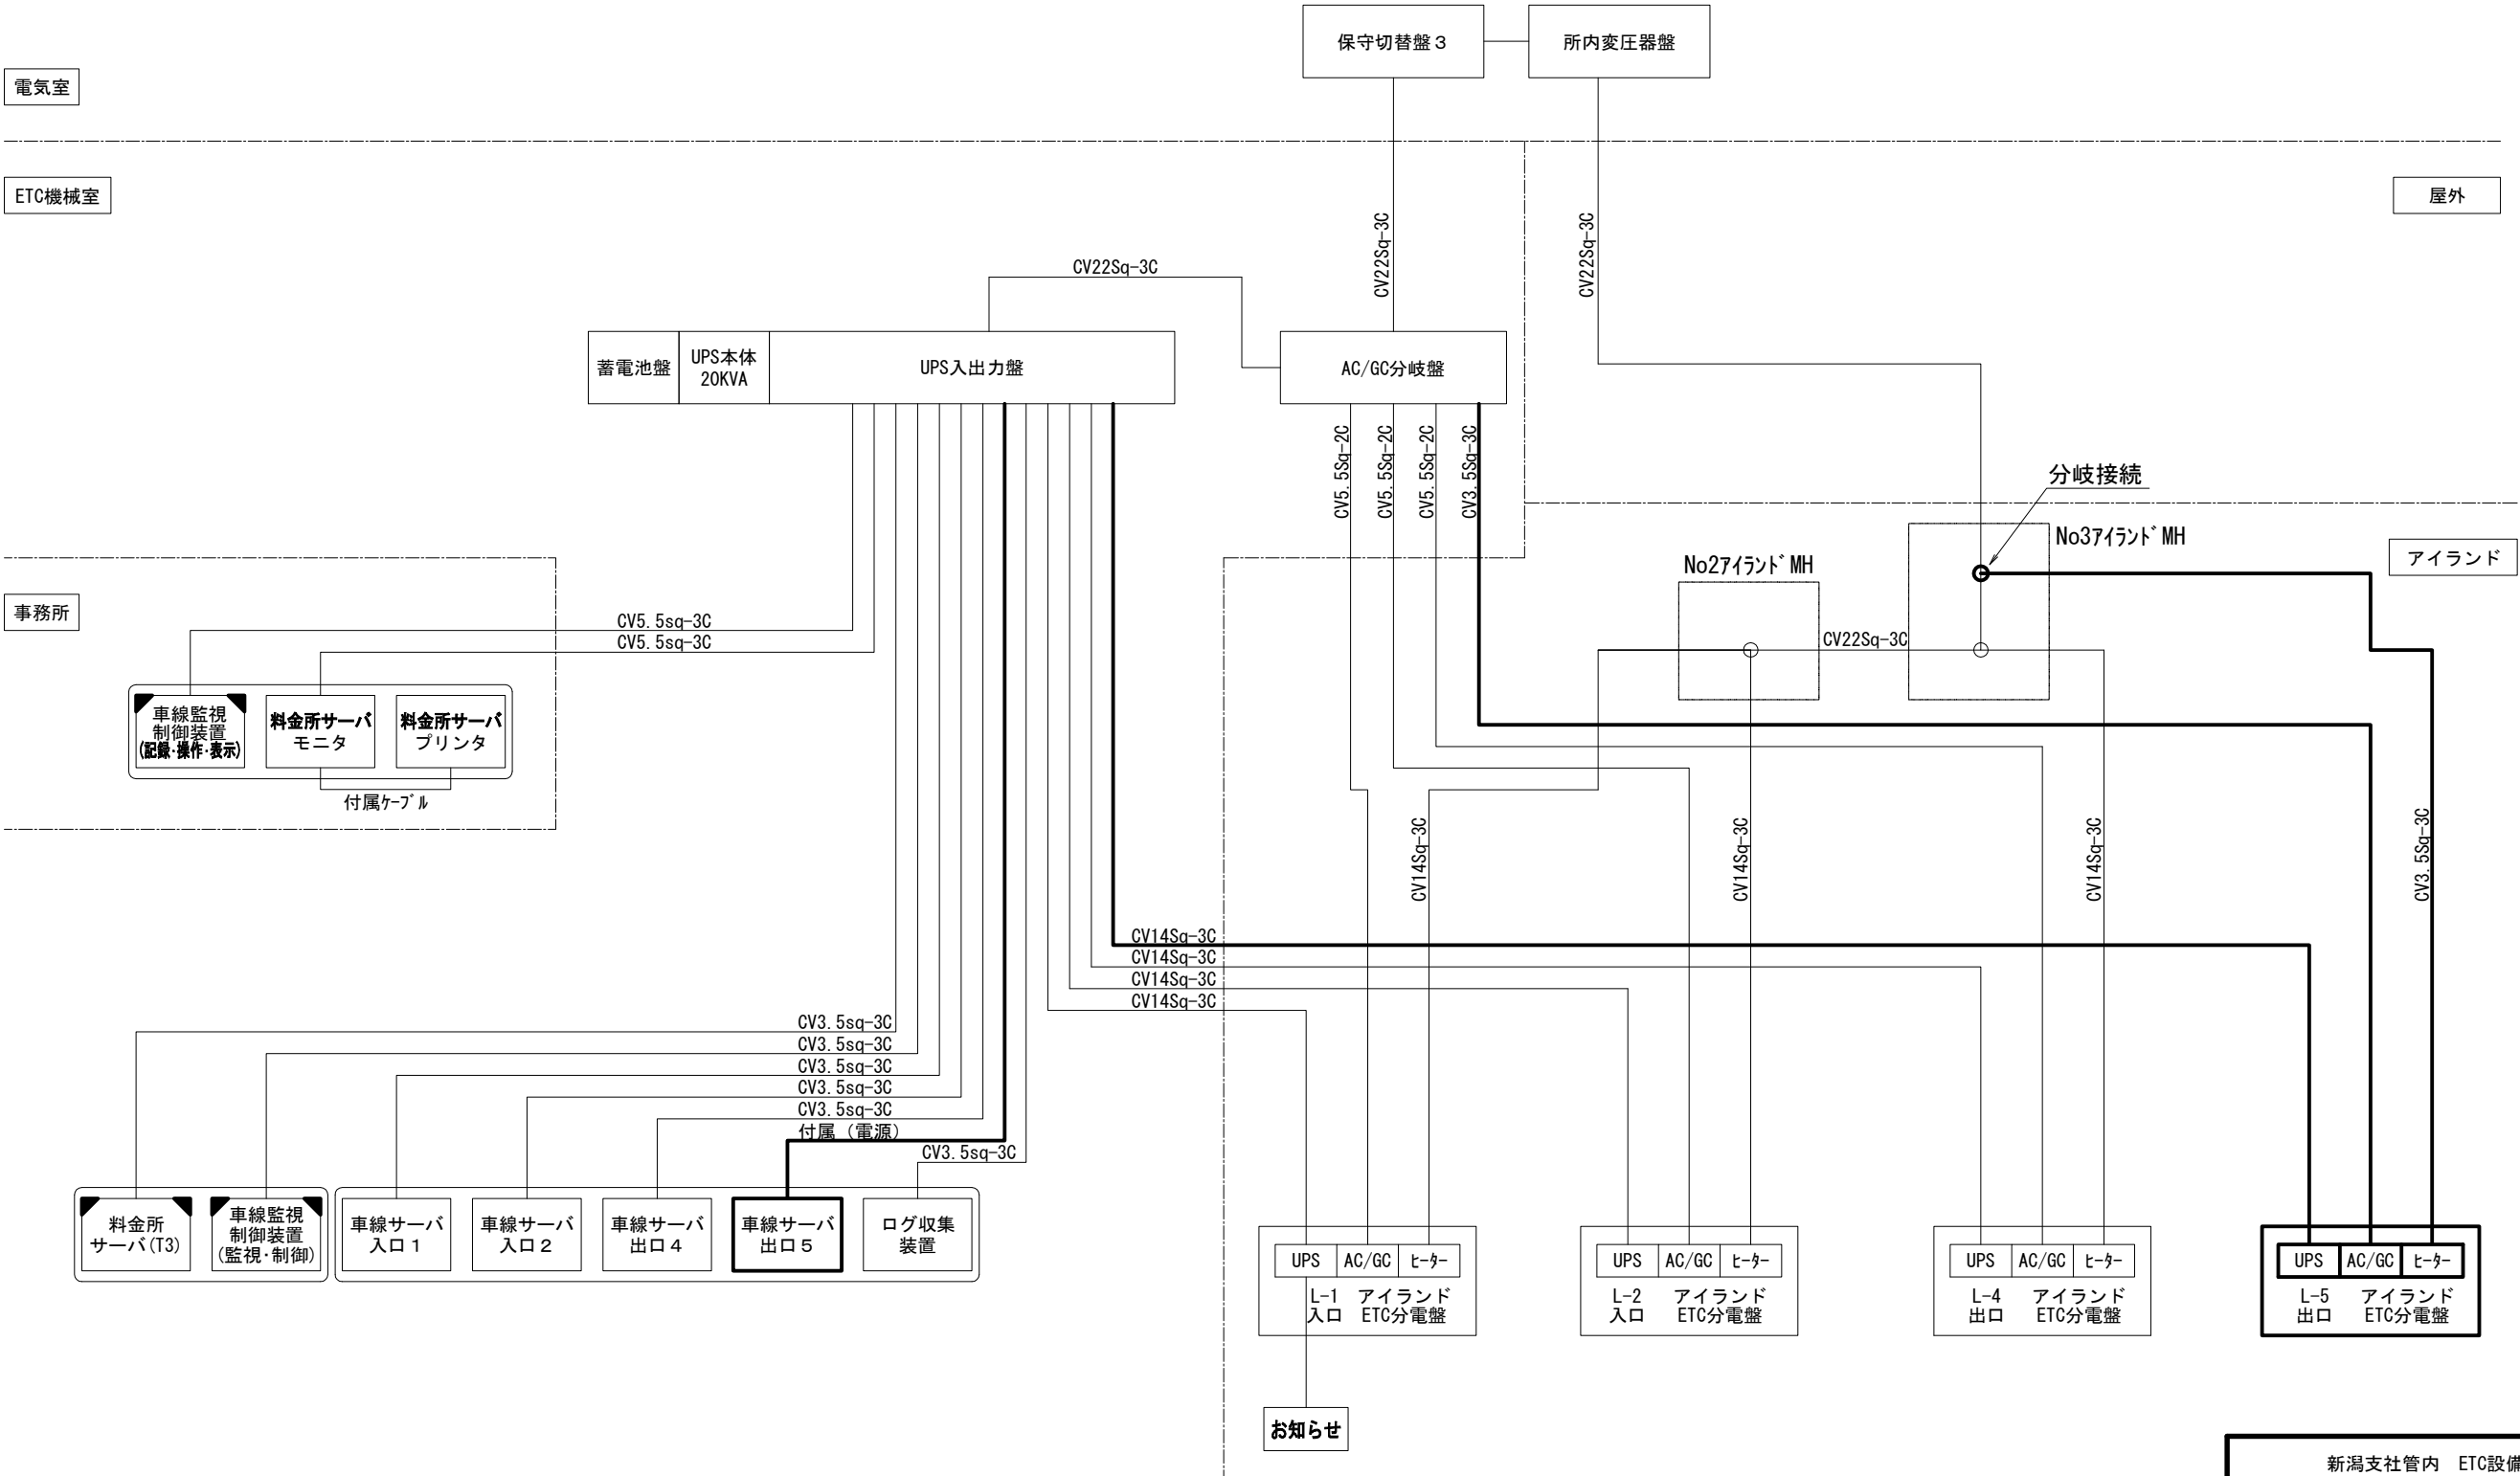 保守切替盤３
所内変圧器盤
電気室
ETC機械室
屋外
CV22Sq-3C
CV22Sq-3C
CV22Sq-3C
蓄電池盤
UPS本体
20KVA
UPS入出力盤
AC/GC分岐盤
CV5.5Sq-2C
CV5.5Sq-2C
CV5.5Sq-2C
CV3.5Sq-3C
分岐接続
No3ｱｲﾗﾝﾄﾞMH
No2ｱｲﾗﾝﾄﾞMH
アイランド
事務所
CV5.5sq-3C
CV5.5sq-3C
CV22Sq-3C
車線監視
制御装置
(記録･操作･表示)
料金所サーバ
モニタ
料金所サーバ
プリンタ
付属ｹｰﾌﾞﾙ
CV14Sq-3C
CV14Sq-3C
CV14Sq-3C
CV3.5Sq-3C
CV14Sq-3C
CV14Sq-3C
CV14Sq-3C
CV14Sq-3C
CV3.5sq-3C
CV3.5sq-3C
CV3.5sq-3C
CV3.5sq-3C
CV3.5sq-3C
付属（電源）
CV3.5sq-3C
料金所
サーバ(T3)
車線監視
制御装置
(監視･制御)
車線サーバ
入口１
車線サーバ
入口２
車線サーバ
出口４
車線サーバ
出口５
ログ収集
装置
UPS AC/GC ﾋｰﾀｰ
L-1 アイランド
入口 ETC分電盤
UPS AC/GC ﾋｰﾀｰ
L-2 アイランド
入口 ETC分電盤
UPS AC/GC ﾋｰﾀｰ
L-4 アイランド
出口 ETC分電盤
UPS AC/GC ﾋｰﾀｰ
L-5 アイランド
出口 ETC分電盤
お知らせ
新潟支社管内 ETC設備